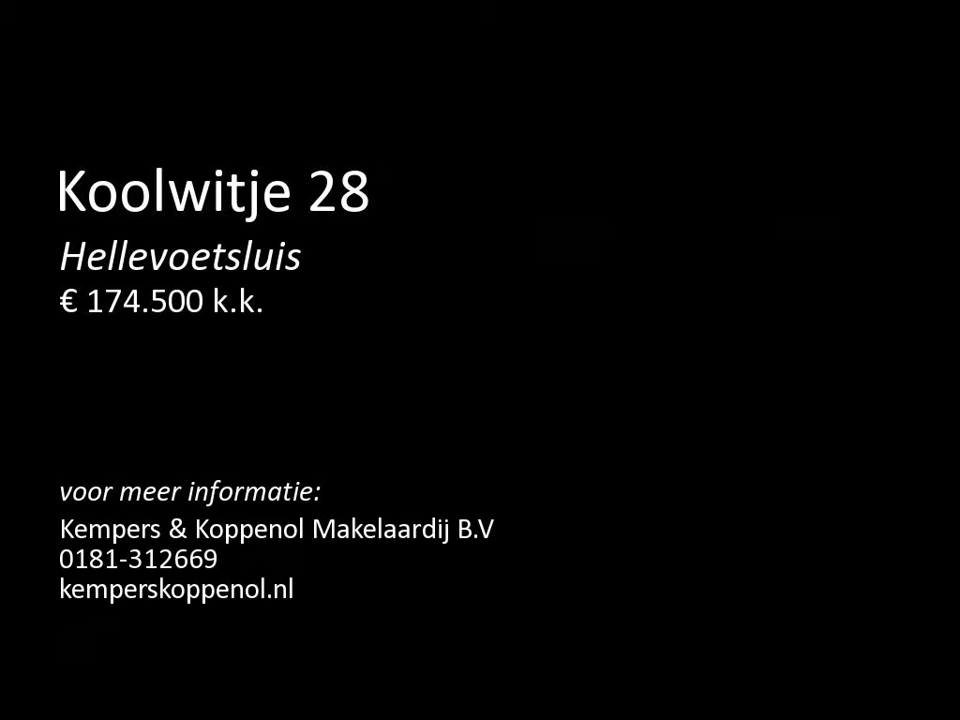 Koolwitje 28
Hellevoetsluis
€ 174.500 k.k.
voor meer informatie:
Kempers & Koppenol Makelaardij B.V
0181-312669
kemperskoppenol.nl